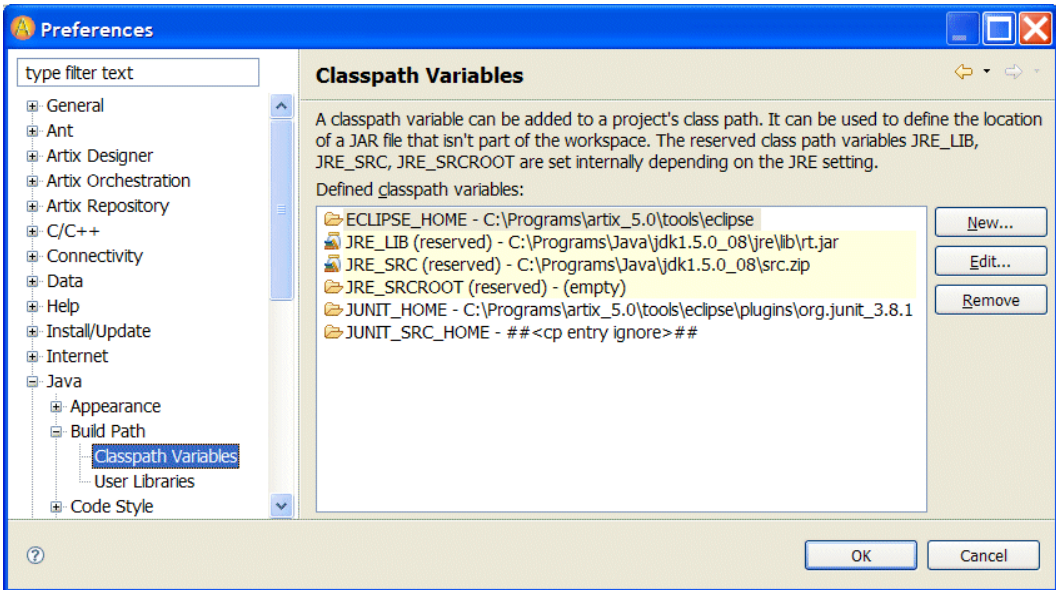 Preferences
type filter text
General
Ant
Artix Designer
Artix Orchestration
Artix Repository
C/C++
Connectivity
Data
Help
Install/Update
Internet
Java
Appearance
Build Path
Classpath Variables
User Libraries
Code Style
Classpath Variables
A classpath variable can be added to a project's class path. It can be used to define the location
of a JAR file that isn't part of the workspace. The reserved class path variables JRE_LIB,
JRE_SRC, JRE_SRCROOT are set internally depending on the JRE setting.
Defined classpath variables:
ECLIPSE_HOME - C:\Programs\artix_5.0\tools\eclipse
JRE_LIB (reserved) - C:\Programs\Java\jdk1.5.0_08\jre\lib\rt.jar
JRE_SRC (reserved) - C:\Programs\Java\jdk1.5.0_08\src.zip
JRE_SRCROOT (reserved) - (empty)
JUNIT_HOME - C:\Programs\artix_5.0\tools\eclipse\plugins\org.junit_3.8.1
JUNIT_SRC_HOME - ##<cp entry ignore>##
New...
Edit...
Remove
OK
Cancel